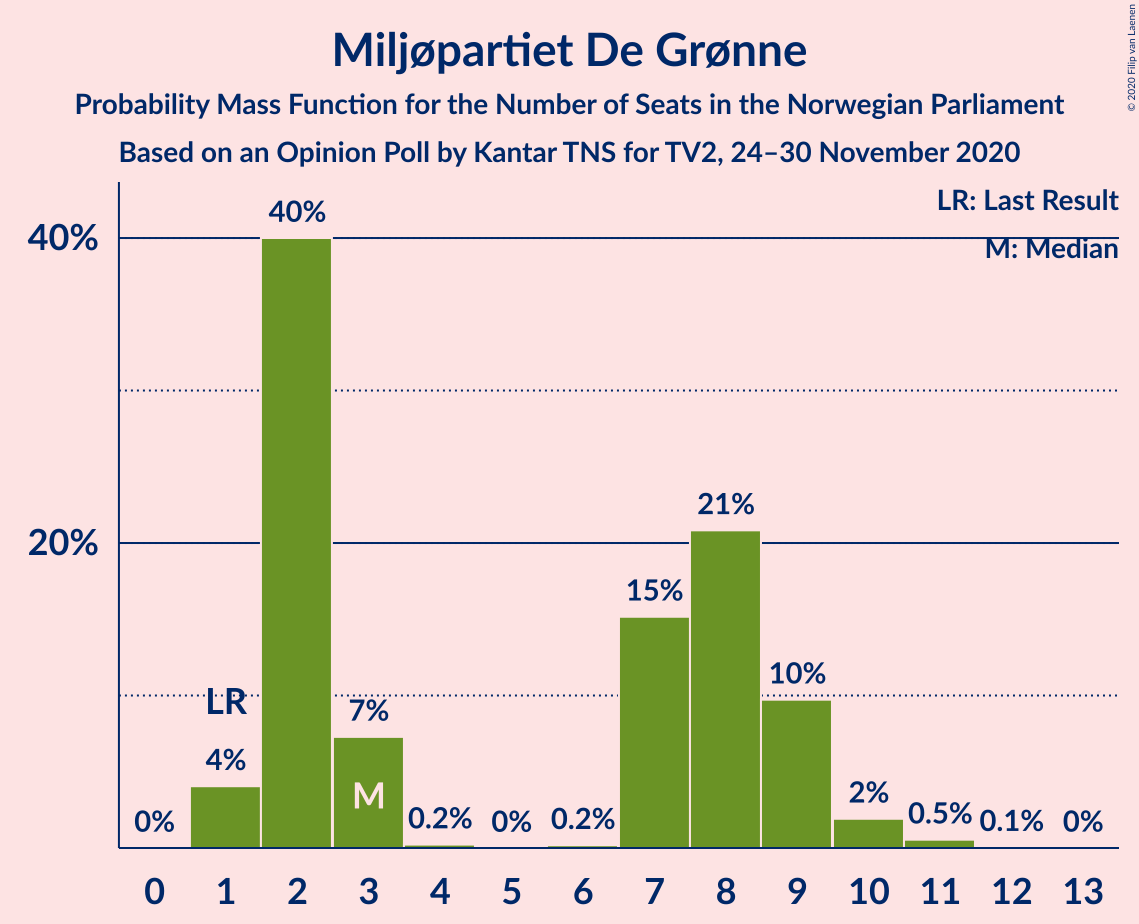 Miljøpartiet De Grønne
Probability Mass Function for the Number of Seats in the Norwegian Parliament
Based on an Opinion Poll by Kantar TNS for TV2, 24–30 November 2020
© 2020 Filip van Laenen
LR: Last Result
M: Median
40%
20%
0%
LR
4%
40%
7%
M
0.2%
0%
0.2%
15%
21%
10%
2%
0.5%
0.1%
0%
0 1 2 3 4 5 6 7 8 9 10 11 12 13